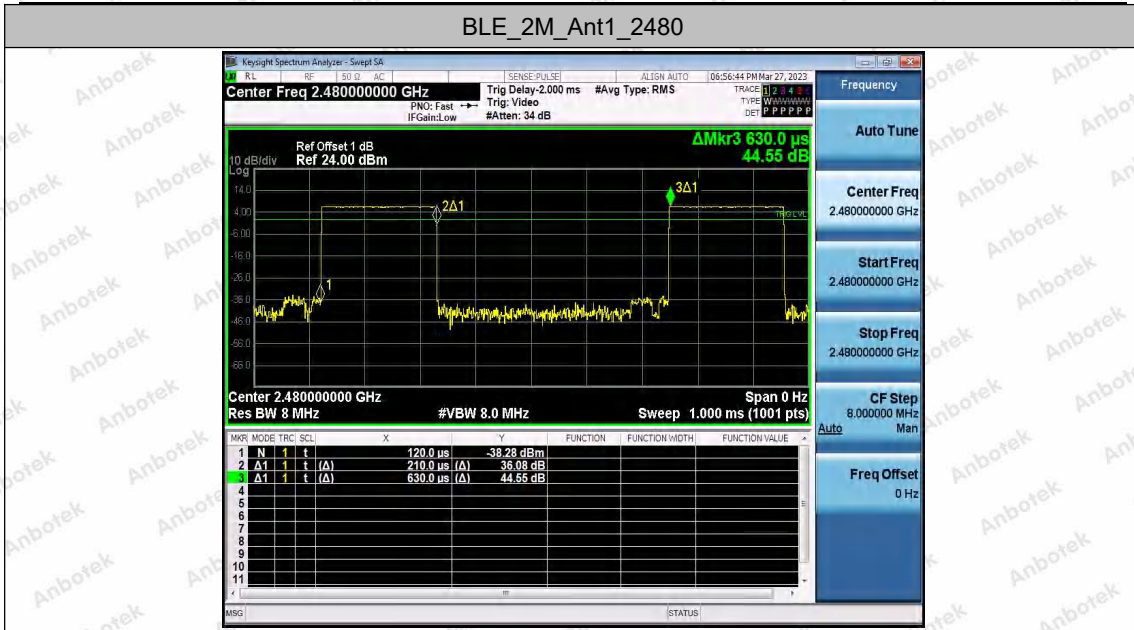 BLE_2M_Ant1_2480
Keysight Spectrum Analyzer - Swept SA
RL RF 50 Ω AC SENSE:PULSE ALIGN AUTO 06:56:44 PM Mar 27, 2023
Center Freq 2.480000000 GHz
PNO: Fast
IFGain:Low
Trig Delay-2.000 ms #Avg Type: RMS
Trig: Video
#Atten: 34 dB
TRACE 1 2 3 4 5 6
TYPE WWWWWW
DET P P P P P P
Frequency
Auto Tune
Center Freq
2.480000000 GHz
Start Freq
2.480000000 GHz
Stop Freq
2.480000000 GHz
CF Step
8.000000 MHz
Auto Man
Freq Offset
0 Hz
ΔMkr3 630.0 µs
44.55 dB
Ref Offset 1 dB
10 dB/div Ref 24.00 dBm
Log
14.0
4.00
-6.00
-16.0
-26.0
-36.0
-46.0
-56.0
-66.0
1
2Δ1
3Δ1
TRIG LVL
Center 2.480000000 GHz Span 0 Hz
Res BW 8 MHz #VBW 8.0 MHz Sweep 1.000 ms (1001 pts)
MKR MODE TRC SCL X Y FUNCTION FUNCTION WIDTH FUNCTION VALUE
1 N 1 t 120.0 µs -38.28 dBm
2 Δ1 1 t (Δ) 210.0 µs (Δ) 36.08 dB
3 Δ1 1 t (Δ) 630.0 µs (Δ) 44.55 dB
4
5
6
7
8
9
10
11
MSG STATUS
Anbotek